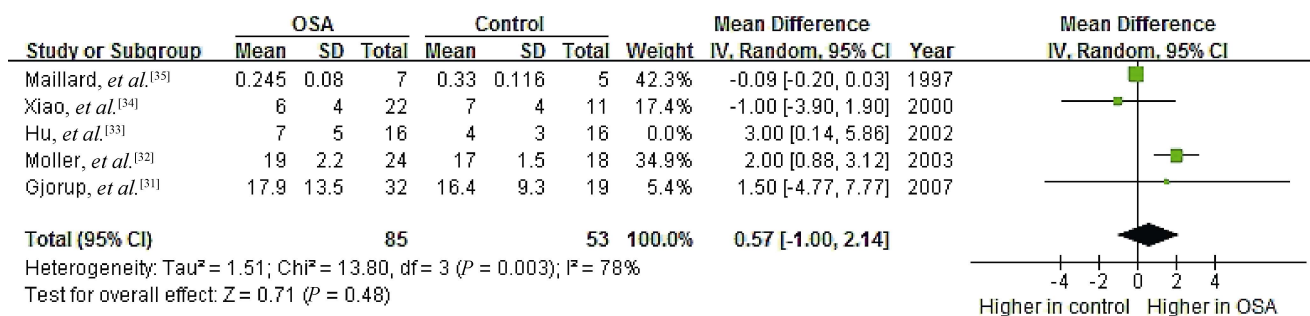 OSA Control Mean Difference Mean Difference
Study or Subgroup Mean SD Total Mean SD Total Weight IV, Random, 95% CI Year IV, Random, 95% CI
Maillard, et al.[35] 0.245 0.08 7 0.33 0.116 5 42.3% -0.09 [-0.20, 0.03] 1997
Xiao, et al.[34] 6 4 22 7 4 11 17.4% -1.00 [-3.90, 1.90] 2000
Hu, et al.[33] 7 5 16 4 3 16 0.0% 3.00 [0.14, 5.86] 2002
Moller, et al.[32] 19 2.2 24 17 1.5 18 34.9% 2.00 [0.88, 3.12] 2003
Gjorup, et al.[31] 17.9 13.5 32 16.4 9.3 19 5.4% 1.50 [-4.77, 7.77] 2007
Total (95% CI) 85 53 100.0% 0.57 [-1.00, 2.14]
Heterogeneity: Tau² = 1.51; Chi² = 13.80, df = 3 (P = 0.003); I² = 78%
Test for overall effect: Z = 0.71 (P = 0.48)
-4 -2 0 2 4
Higher in control Higher in OSA